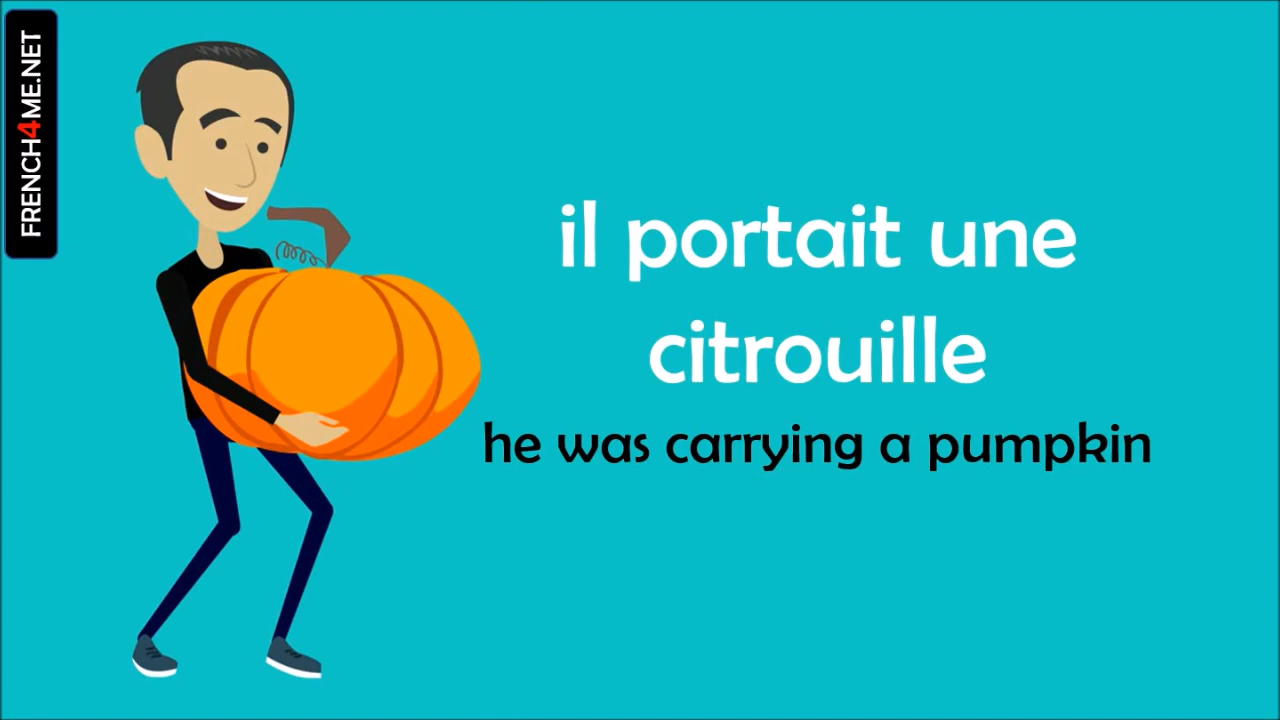 FRENCH4ME.NET
il portait une
citrouille
he was carrying a pumpkin